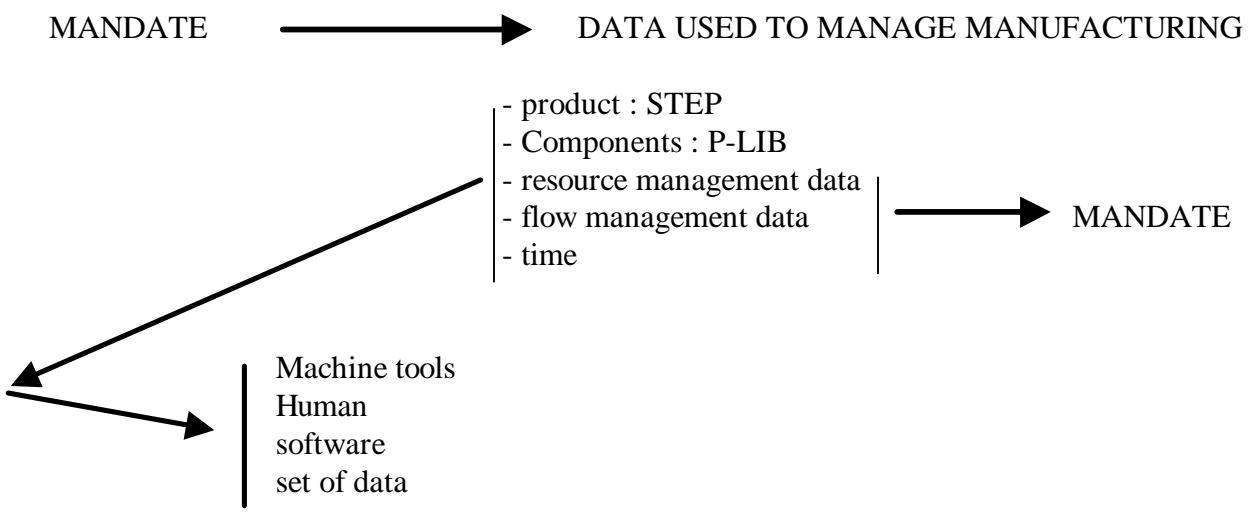 MANDATE DATA USED TO MANAGE MANUFACTURING
- product : STEP
- Components : P-LIB
- resource management data
- flow management data
- time
MANDATE
Machine tools
Human
software
set of data